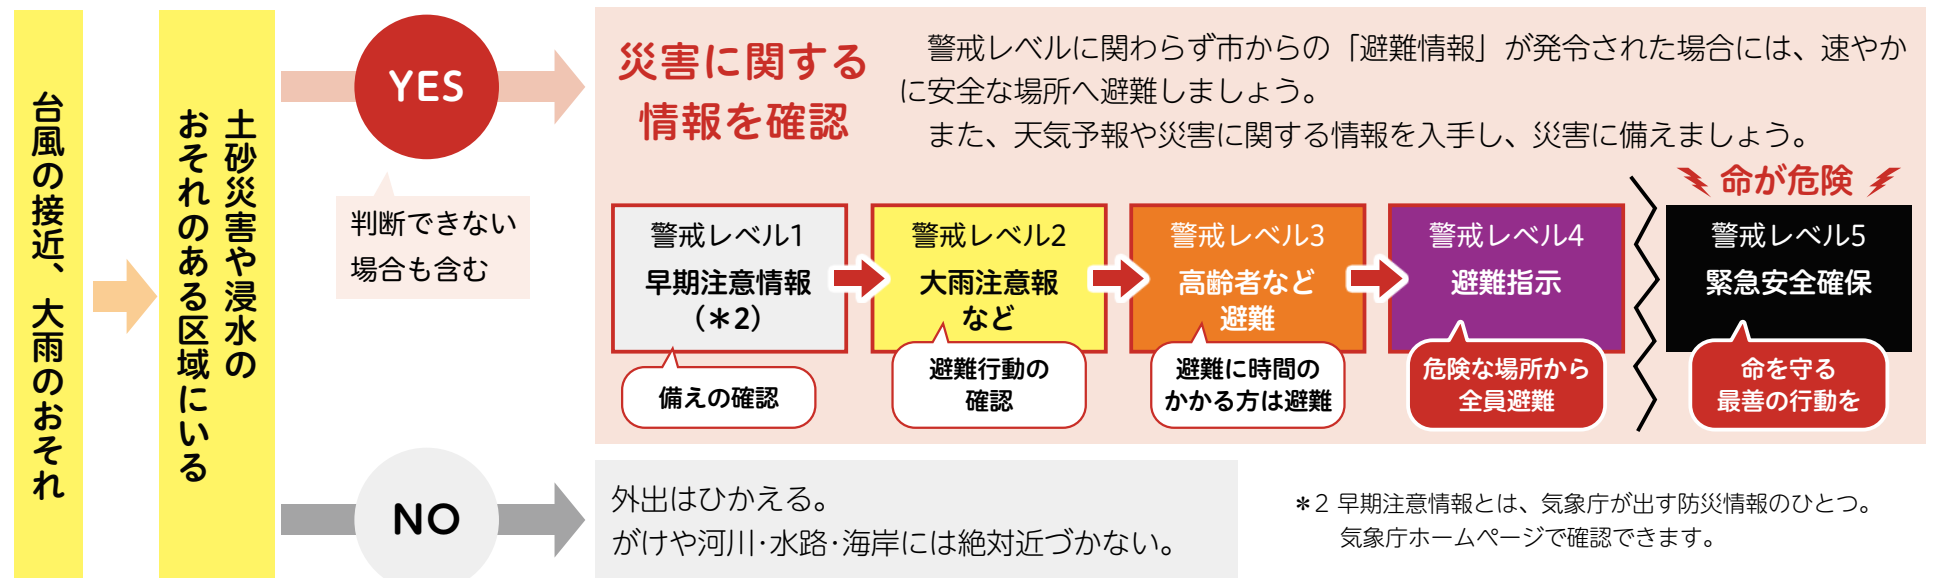 台風の接近、大雨のおそれ
土砂災害や浸水の
おそれのある区域にいる
YES
判断できない
場合も含む
災害に関する
情報を確認
警戒レベルに関わらず市からの「避難情報」が発令された場合には、速やか
に安全な場所へ避難しましょう。
また、天気予報や災害に関する情報を入手し、災害に備えましょう。
警戒レベル1
早期注意情報
（＊2）
備えの確認
警戒レベル2
大雨注意報
など
避難行動の
確認
警戒レベル3
高齢者など
避難
避難に時間の
かかる方は避難
警戒レベル4
避難指示
危険な場所から
全員避難
命が危険
警戒レベル5
緊急安全確保
命を守る
最善の行動を
NO
外出はひかえる。
がけや河川･水路･海岸には絶対近づかない。
＊2 早期注意情報とは、気象庁が出す防災情報のひとつ。
気象庁ホームページで確認できます。